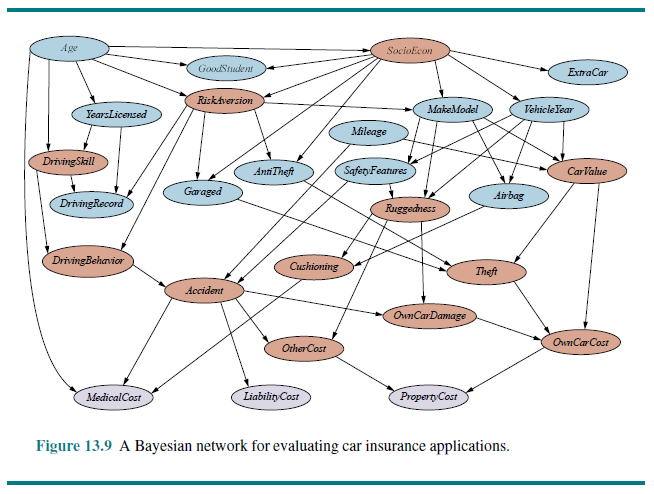 Age
SocioEcon
GoodStudent
ExtraCar
RiskAversion
YearsLicensed
MakeModel
VehicleYear
Mileage
DrivingSkill
AntiTheft
SafetyFeatures
CarValue
DrivingRecord
Garaged
Airbag
Ruggedness
DrivingBehavior
Cushioning
Theft
Accident
OwnCarDamage
OtherCost
OwnCarCost
MedicalCost
LiabilityCost
PropertyCost
Figure 13.9 A Bayesian network for evaluating car insurance applications.